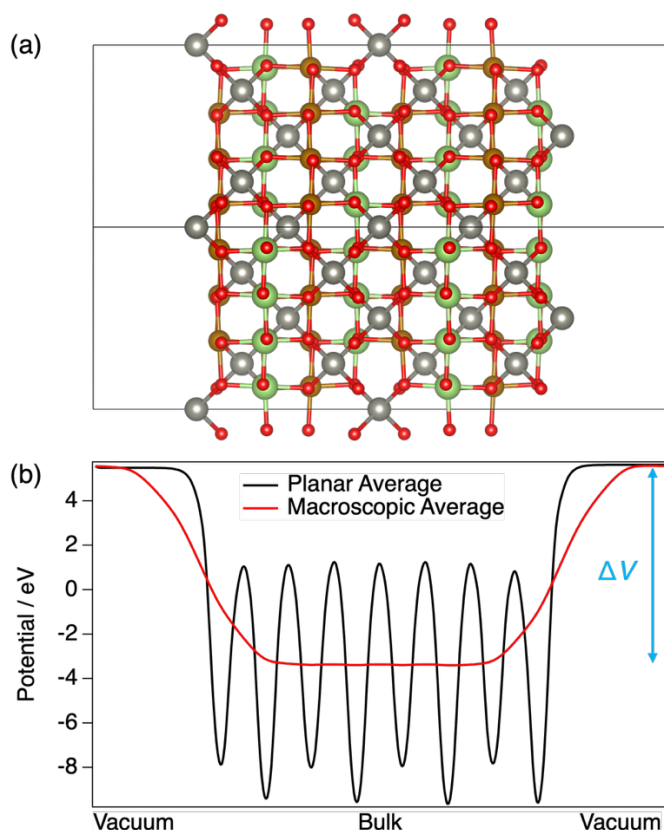 (a)
(b)
Planar Average
Macroscopic Average
4
2
0
-2
-4
-6
-8
Potential / eV
ΔV
Vacuum Bulk Vacuum